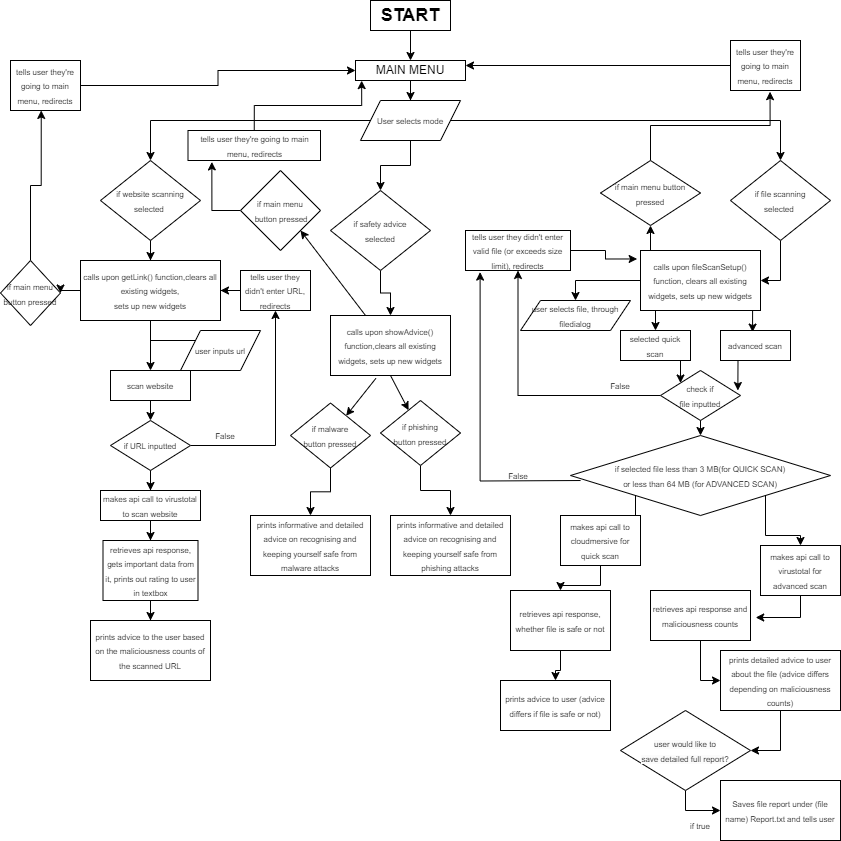 START
MAIN MENU
User selects mode
tells user they're
going to main
menu, redirects
tells user they're going to main
menu, redirects
tells user they're
going to main
menu, redirects
if website scanning
selected
if main menu
button pressed
if safety advice
selected
if main menu button
pressed
if file scanning
selected
if main menu
button pressed
calls upon getLink() function,clears all
existing widgets,
sets up new widgets
tells user they
didn't enter URL,
redirects
tells user they didn't enter
valid file (or exceeds size
limit), redirects
calls upon fileScanSetup()
function, clears all existing
widgets, sets up new widgets
user selects file, through
filedialog
calls upon showAdvice()
function,clears all existing
widgets, sets up new widgets
user inputs url
selected quick
scan
advanced scan
scan website
False
check if
file inputted
if URL inputted
False
if malware
button pressed
if phishing
button pressed
if selected file less than 3 MB(for QUICK SCAN)
or less than 64 MB (for ADVANCED SCAN)
False
makes api call to virustotal
to scan website
prints informative and detailed
advice on recognising and
keeping yourself safe from
malware attacks
prints informative and detailed
advice on recognising and
keeping yourself safe from
phishing attacks
makes api call to
cloudmersive for
quick scan
makes api call to
virustotal for
advanced scan
retrieves api response,
gets important data from
it, prints out rating to user
in textbox
retrieves api response,
whether file is safe or not
retrieves api response and
maliciousness counts
prints advice to the user based
on the maliciousness counts of
the scanned URL
prints advice to user (advice
differs if file is safe or not)
prints detailed advice to user
about the file (advice differs
depending on maliciousness
counts)
user would like to
save detailed full report?
if true
Saves file report under (file
name) Report.txt and tells user